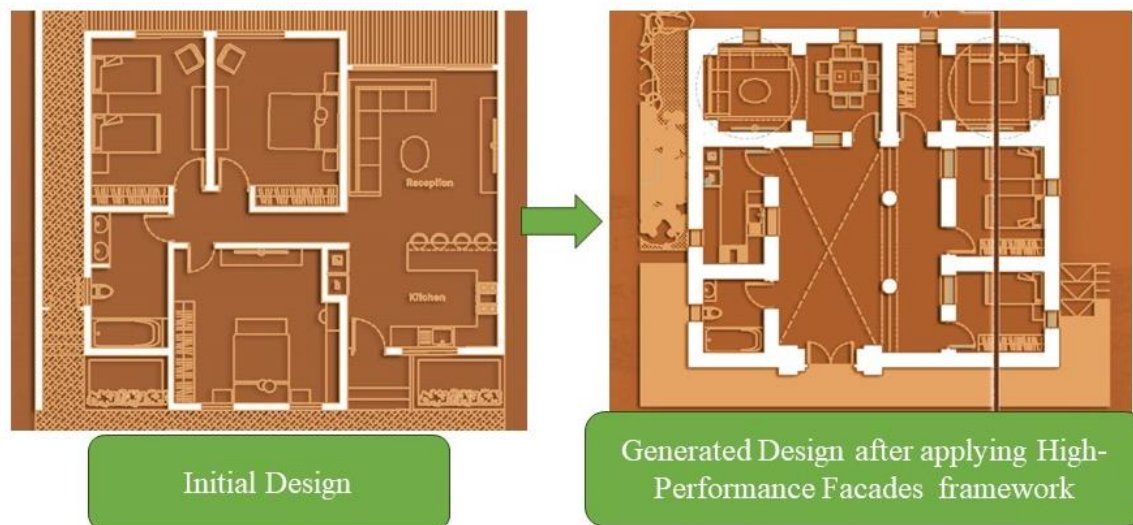 Reception
Kitchen
Initial Design
Generated Design after applying High-
Performance Facades framework